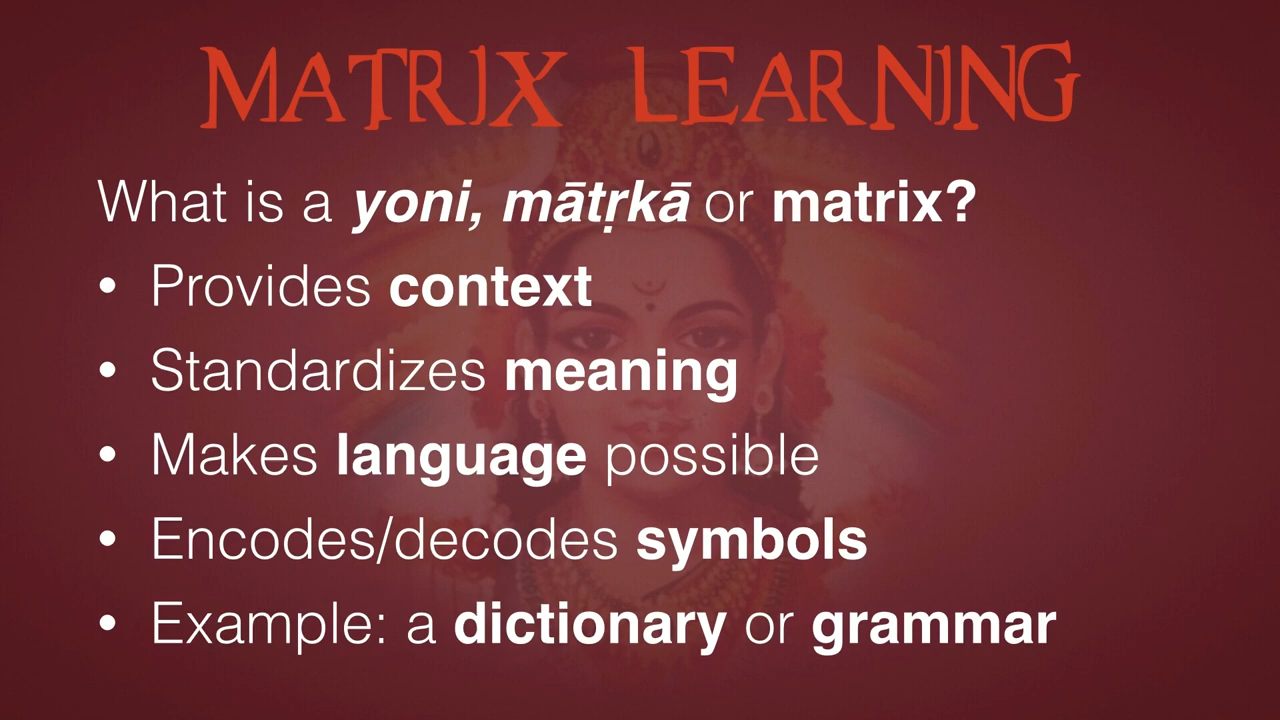 MATRIX LEARNING
What is a yoni, mātṛkā or matrix?
• Provides context
• Standardizes meaning
• Makes language possible
• Encodes/decodes symbols
• Example: a dictionary or grammar